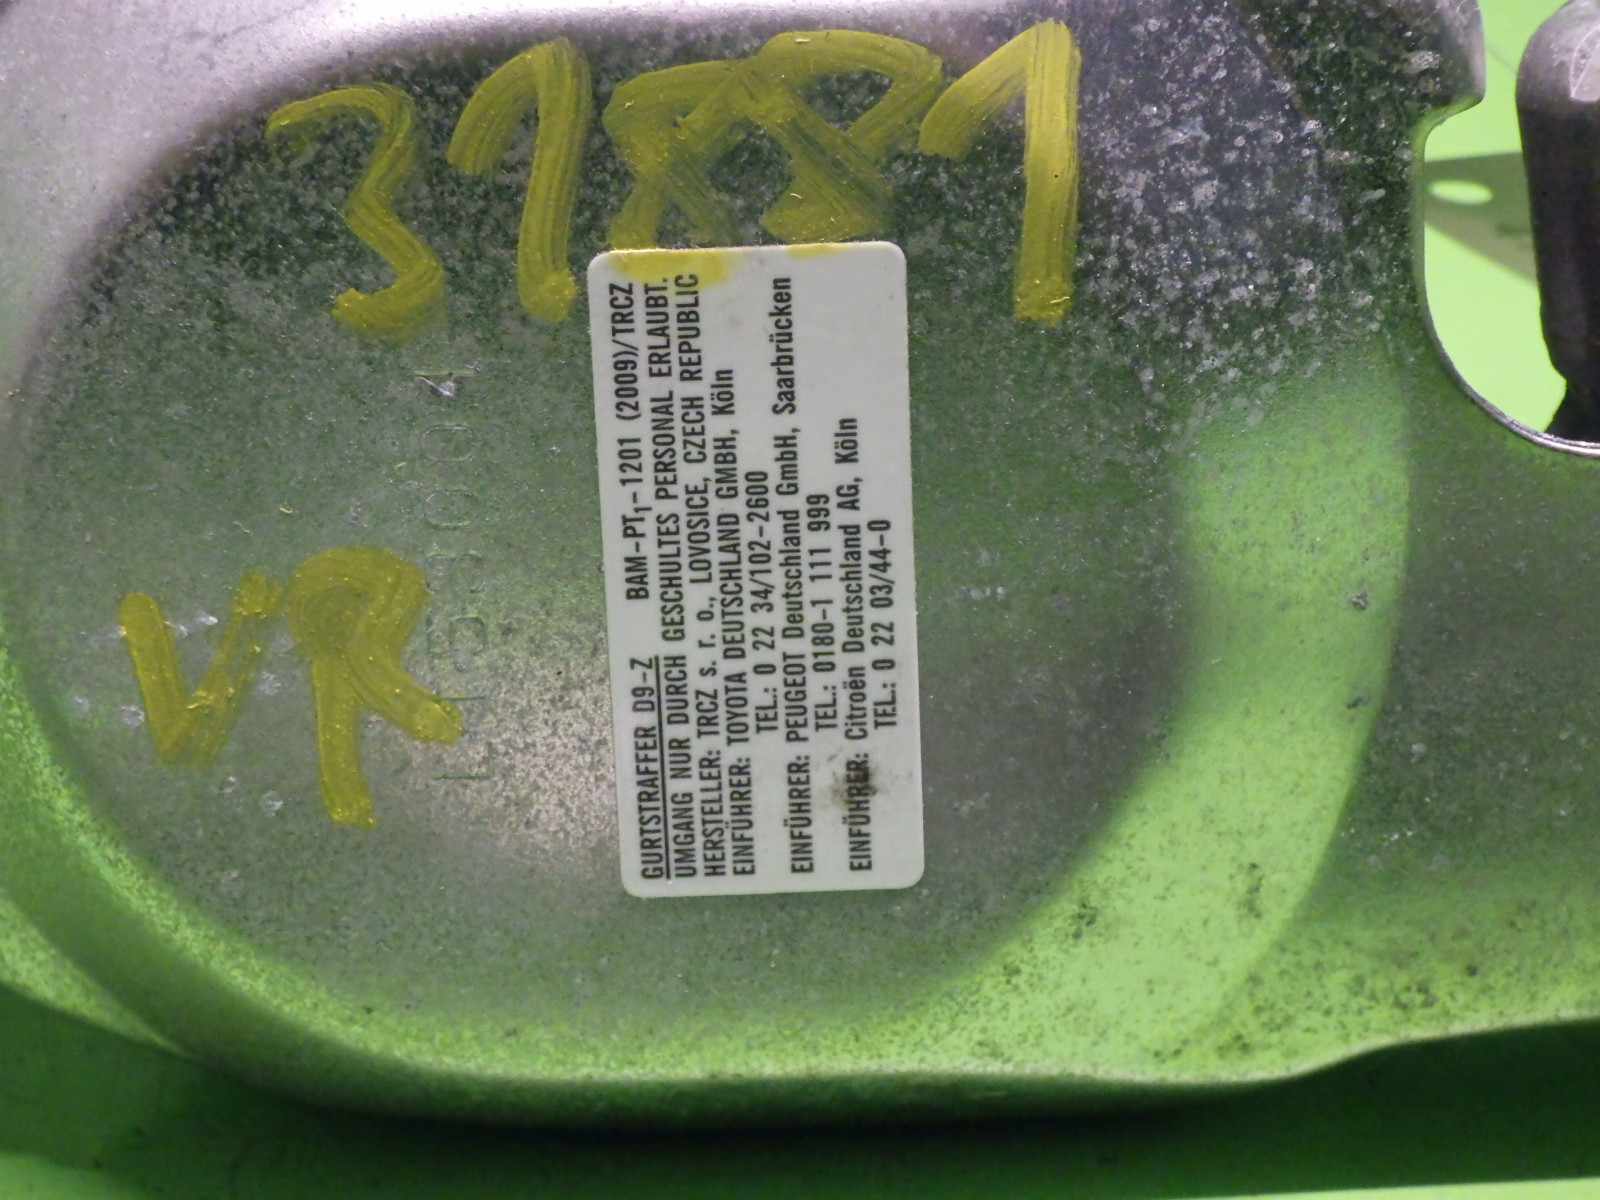 31881
VR
GURTSTRAFFER D9-Z BAM-PT₁-1201 (2009)/TRCZ
UMGANG NUR DURCH GESCHULTES PERSONAL ERLAUBT.
HERSTELLER: TRCZ s. r. o., LOVOSICE, CZECH REPUBLIC
EINFÜHRER: TOYOTA DEUTSCHLAND GMBH, Köln
TEL.: 0 22 34/102-2600
EINFÜHRER: PEUGEOT Deutschland GmbH, Saarbrücken
TEL.: 0180-1 111 999
EINFÜHRER: Citroën Deutschland AG, Köln
TEL.: 0 22 03/44-0